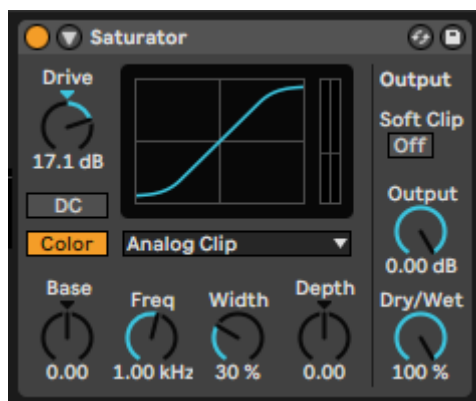 Saturator
Drive
17.1 dB
DC
Color
Analog Clip
Base
0.00
Freq
1.00 kHz
Width
30 %
Depth
0.00
Output
Soft Clip
Off
Output
0.00 dB
Dry/Wet
100 %